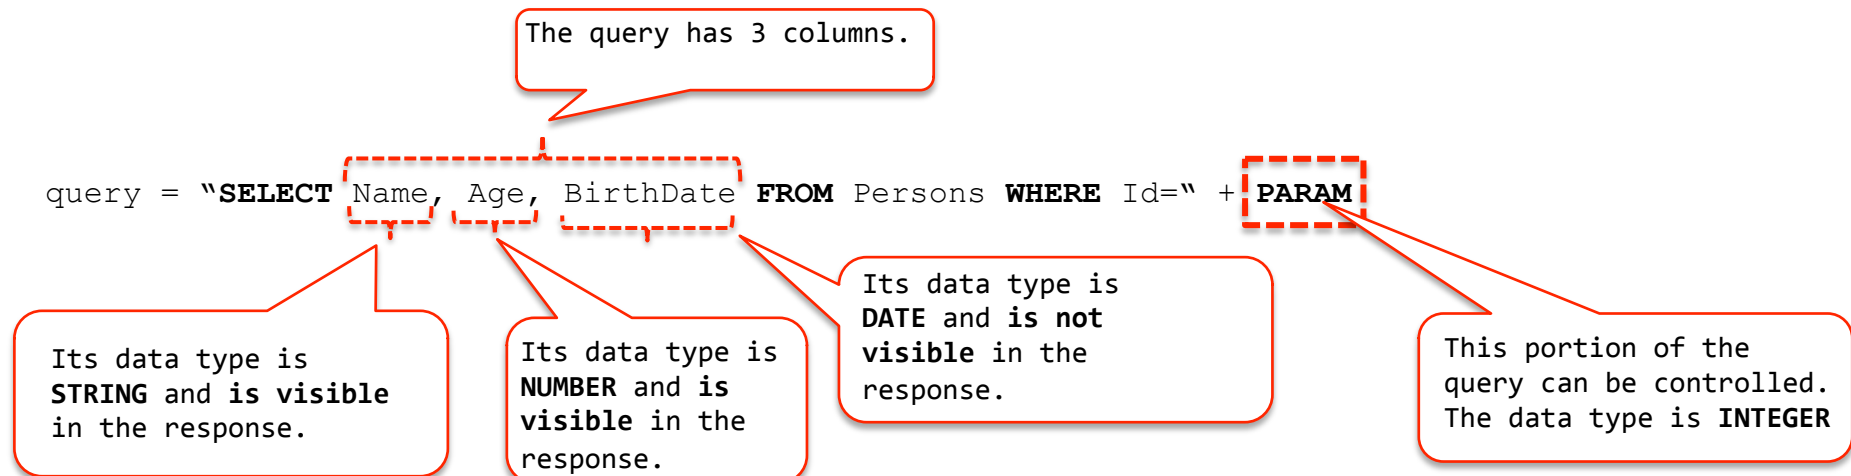 The query has 3 columns.
query = “SELECT Name, Age, BirthDate FROM Persons WHERE Id=“ + PARAM
Its data type is
STRING and is visible
in the response.
Its data type is
NUMBER and is
visible in the
response.
Its data type is
DATE and is not
visible in the
response.
This portion of the
query can be controlled.
The data type is INTEGER